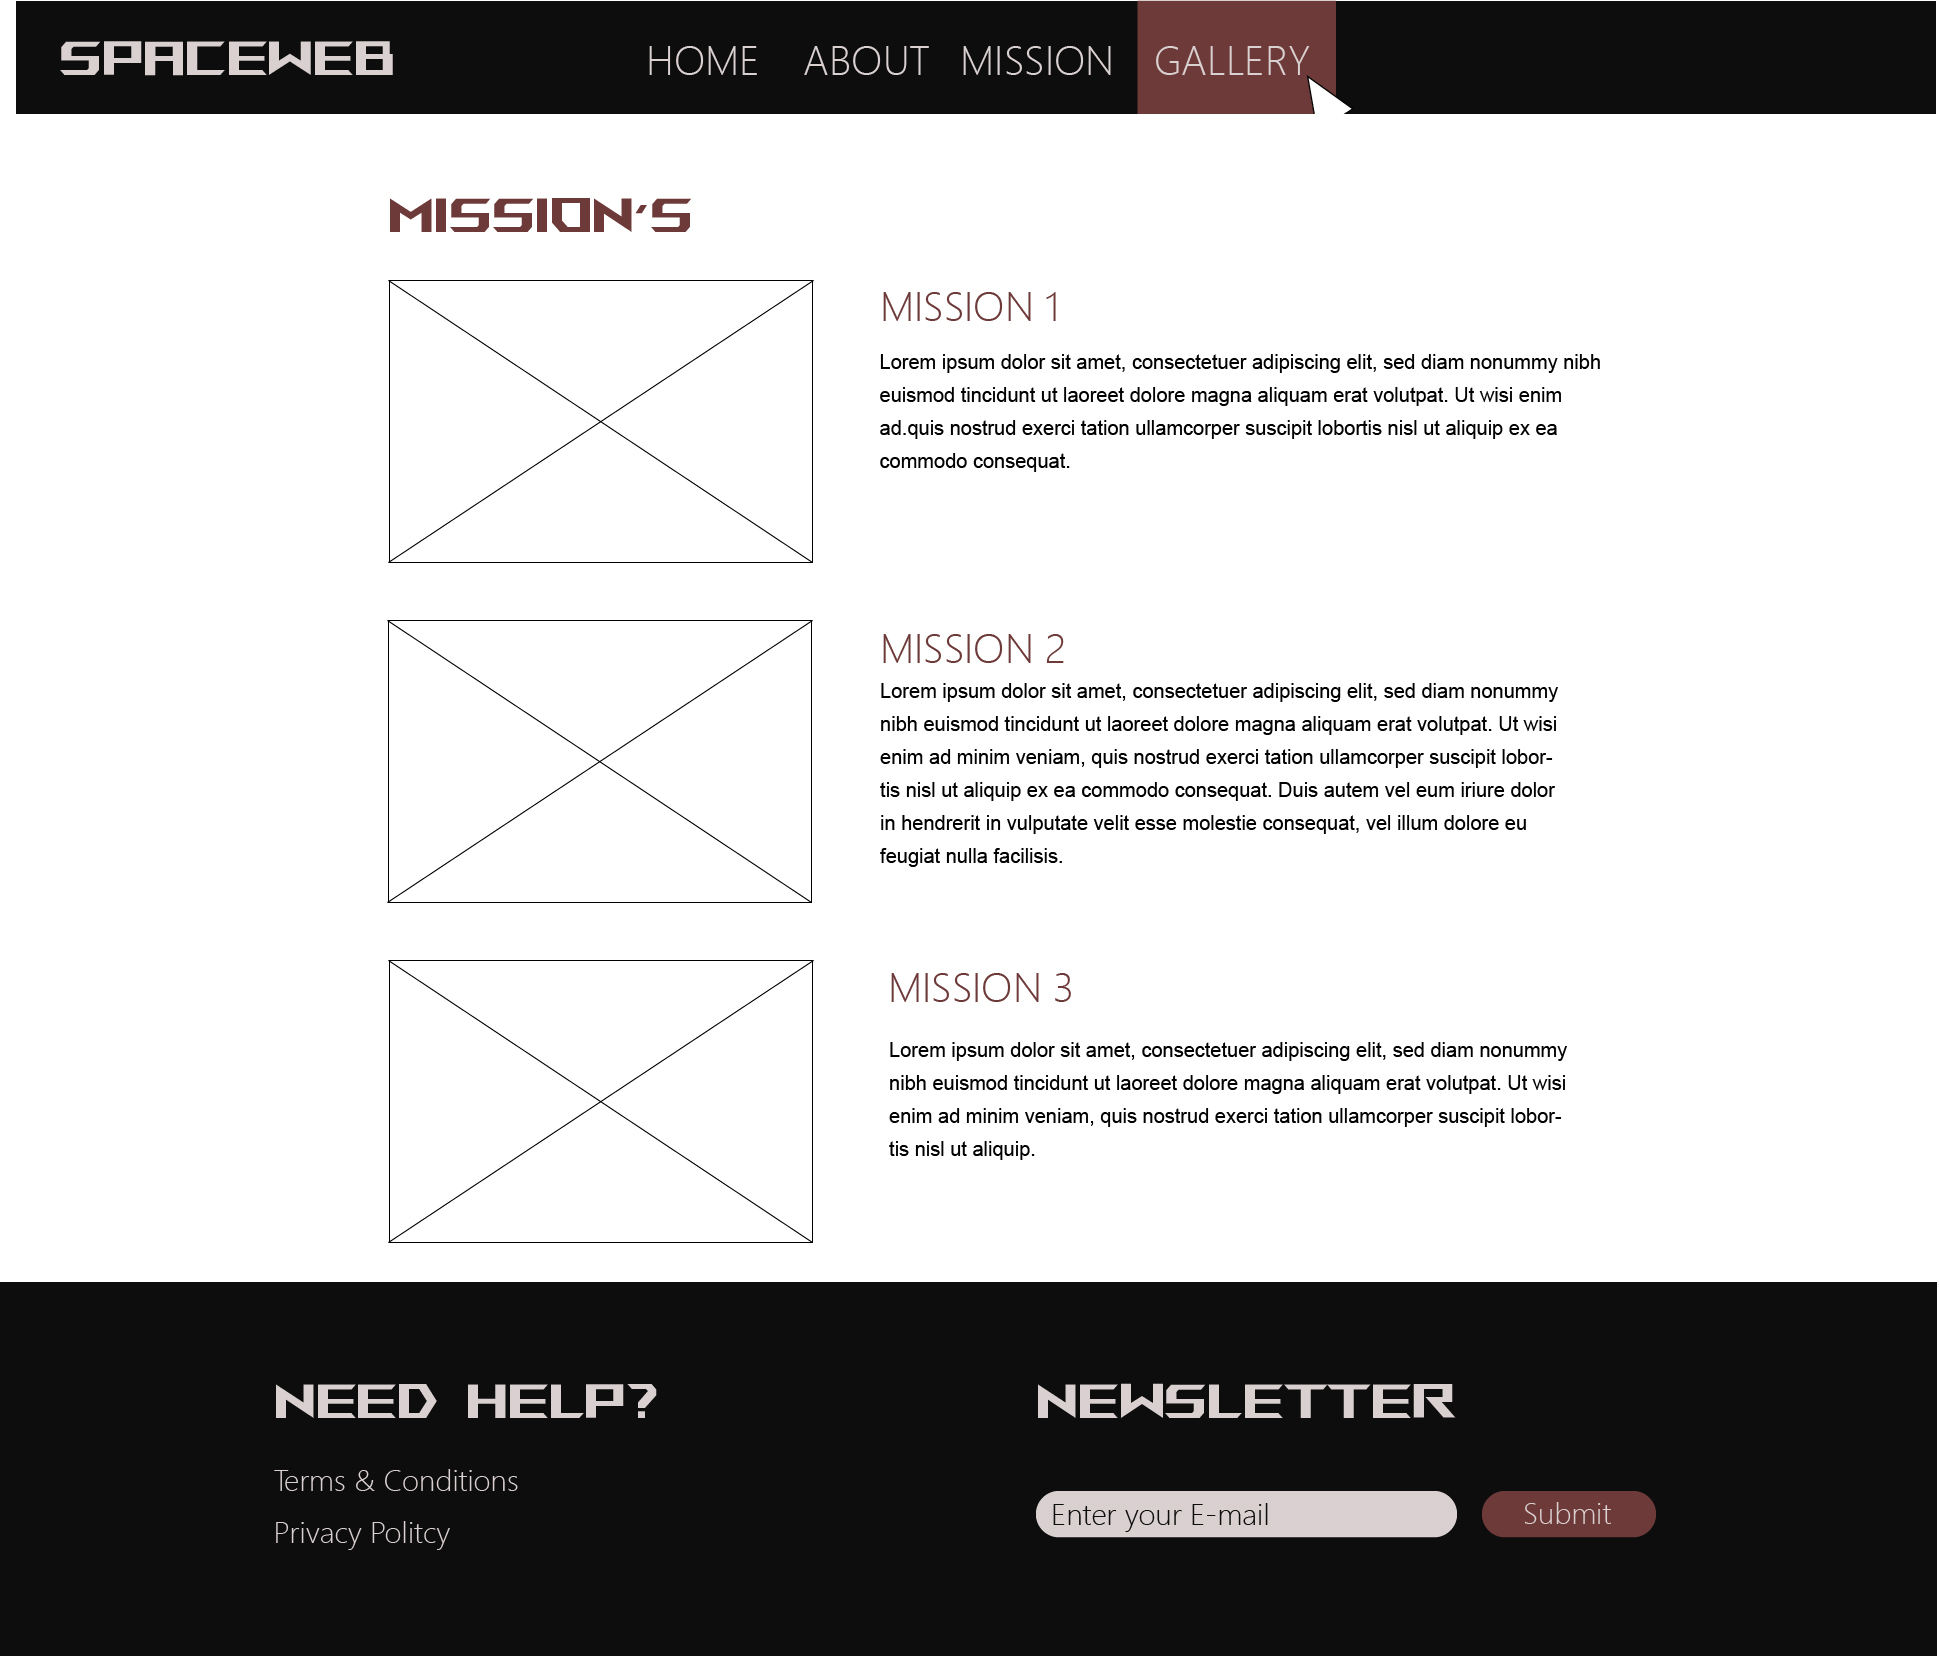 SPACEWEB
HOME ABOUT MISSION GALLERY
MISSION'S
MISSION 1
Lorem ipsum dolor sit amet, consectetuer adipiscing elit, sed diam nonummy nibh
euismod tincidunt ut laoreet dolore magna aliquam erat volutpat. Ut wisi enim
ad.quis nostrud exerci tation ullamcorper suscipit lobortis nisl ut aliquip ex ea
commodo consequat.
MISSION 2
Lorem ipsum dolor sit amet, consectetuer adipiscing elit, sed diam nonummy
nibh euismod tincidunt ut laoreet dolore magna aliquam erat volutpat. Ut wisi
enim ad minim veniam, quis nostrud exerci tation ullamcorper suscipit lobor-
tis nisl ut aliquip ex ea commodo consequat. Duis autem vel eum iriure dolor
in hendrerit in vulputate velit esse molestie consequat, vel illum dolore eu
feugiat nulla facilisis.
MISSION 3
Lorem ipsum dolor sit amet, consectetuer adipiscing elit, sed diam nonummy
nibh euismod tincidunt ut laoreet dolore magna aliquam erat volutpat. Ut wisi
enim ad minim veniam, quis nostrud exerci tation ullamcorper suscipit lobor-
tis nisl ut aliquip.
NEED HELP?
Terms & Conditions
Privacy Politcy
NEWSLETTER
Enter your E-mail
Submit